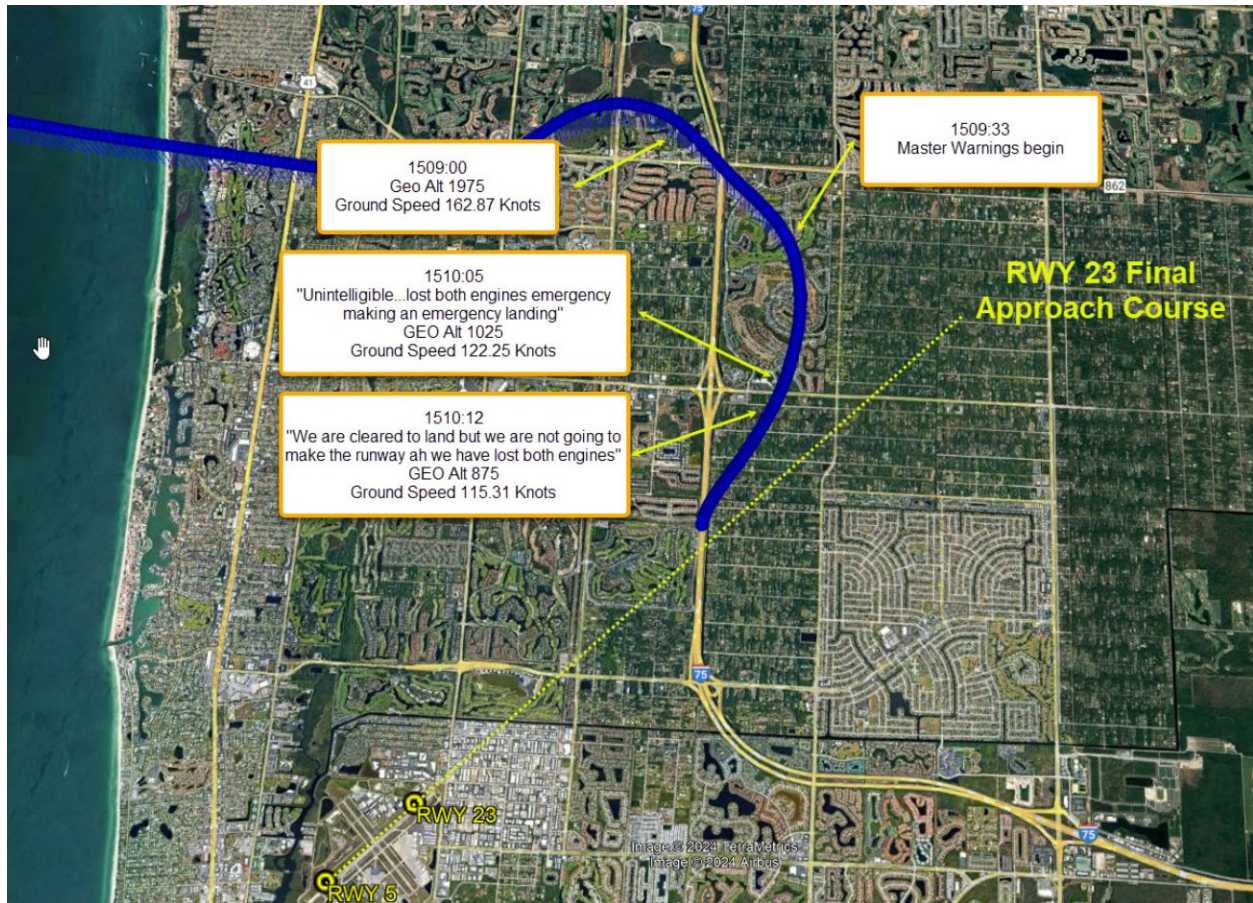 75
41
1509:33
Master Warnings begin
1509:00
Geo Alt 1975
Ground Speed 162.87 Knots
862
1510:05
"Unintelligible...lost both engines emergency
making an emergency landing"
GEO Alt 1025
Ground Speed 122.25 Knots
RWY 23 Final
Approach Course
1510:12
"We are cleared to land but we are not going to
make the runway ah we have lost both engines"
GEO Alt 875
Ground Speed 115.31 Knots
75
RWY 23
75
Image © 2024 TerraMetrics
Image © 2024 Airbus
RWY 5